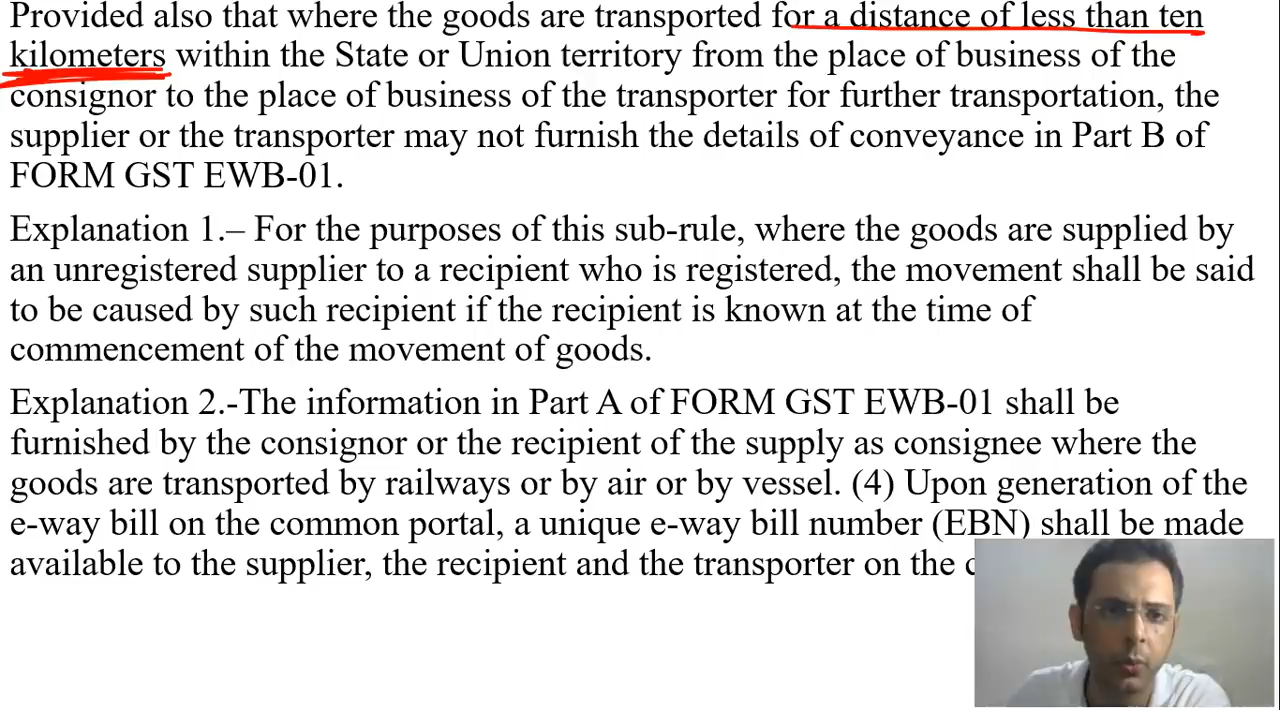 Provided also that where the goods are transported for a distance of less than ten
kilometers within the State or Union territory from the place of business of the
consignor to the place of business of the transporter for further transportation, the
supplier or the transporter may not furnish the details of conveyance in Part B of
FORM GST EWB-01.
Explanation 1.– For the purposes of this sub-rule, where the goods are supplied by
an unregistered supplier to a recipient who is registered, the movement shall be said
to be caused by such recipient if the recipient is known at the time of
commencement of the movement of goods.
Explanation 2.-The information in Part A of FORM GST EWB-01 shall be
furnished by the consignor or the recipient of the supply as consignee where the
goods are transported by railways or by air or by vessel. (4) Upon generation of the
e-way bill on the common portal, a unique e-way bill number (EBN) shall be made
available to the supplier, the recipient and the transporter on the